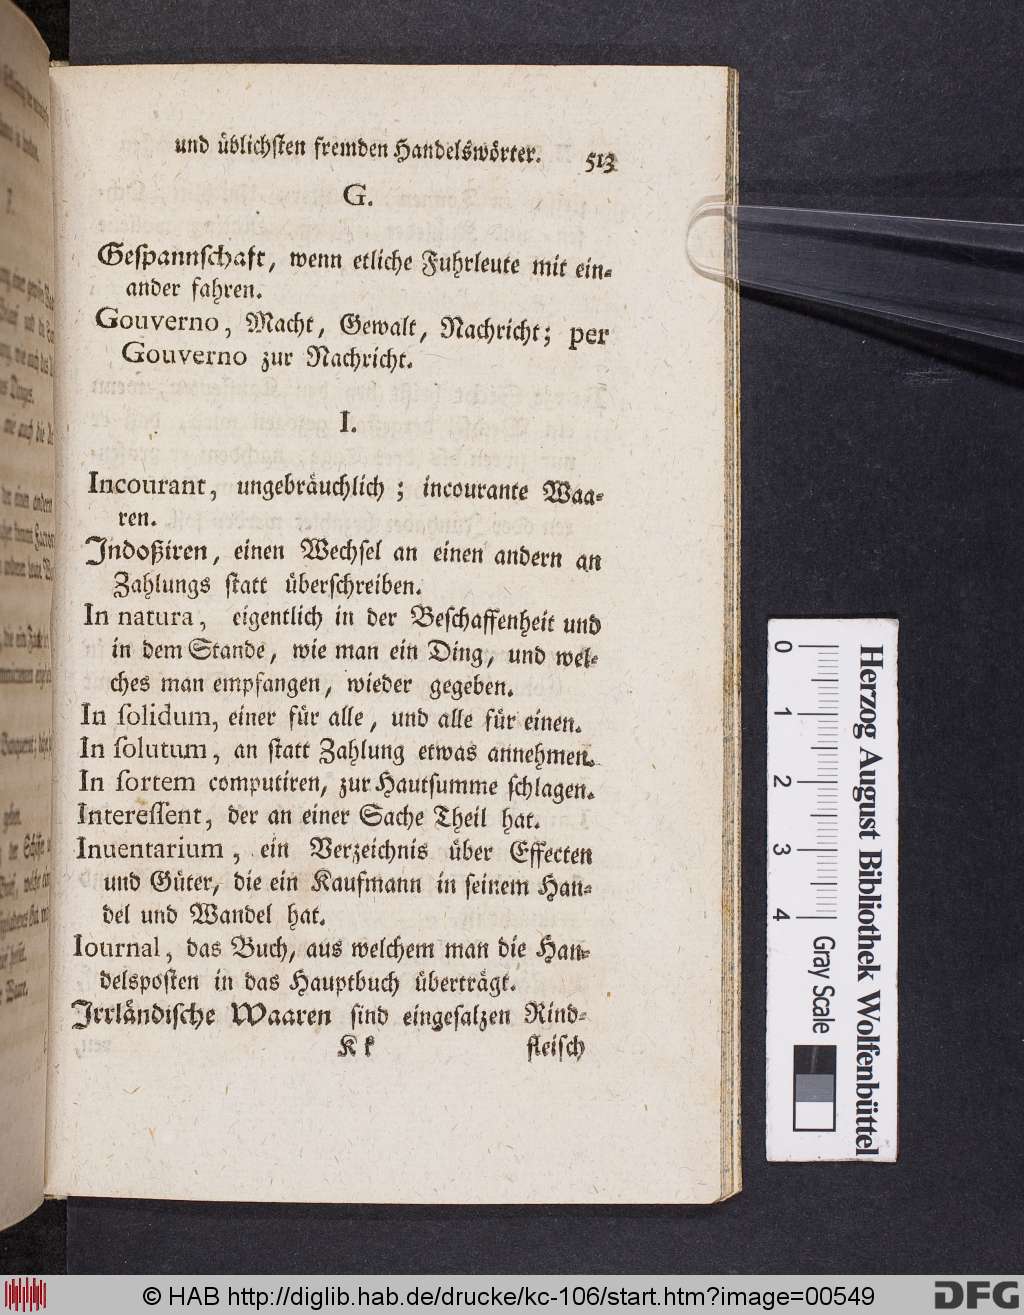 und üblichsten fremden Handelswörter. 513
G.
Gespannschaft, wenn etliche Fuhrleute mit ein-
ander fahren.
Gouverno, Macht, Gewalt, Nachricht; per
Gouverno zur Nachricht.
I.
Incourant, ungebräuchlich; incourante Waa-
ren.
Indoßiren, einen Wechsel an einen andern an
Zahlungs statt überschreiben.
In natura, eigentlich in der Beschaffenheit und
in dem Stande, wie man ein Ding, und wel-
ches man empfangen, wieder gegeben.
In solidum, einer für alle, und alle für einen.
In solutum, an statt Zahlung etwas annehmen.
In sortem computiren, zur Hautsumme schlagen.
Interessent, der an einer Sache Theil hat.
Inuentarium, ein Verzeichnis über Effecten
und Güter, die ein Kaufmann in seinem Han-
del und Wandel hat.
Iournal, das Buch, aus welchem man die Han-
delsposten in das Hauptbuch überträgt.
Irrländische Waaren sind eingesalzen Rind-
K k fleisch
0 1 2 3 4 Gray Scale
Herzog August Bibliothek Wolfenbüttel
© HAB http://diglib.hab.de/drucke/kc-106/start.htm?image=00549
DFG